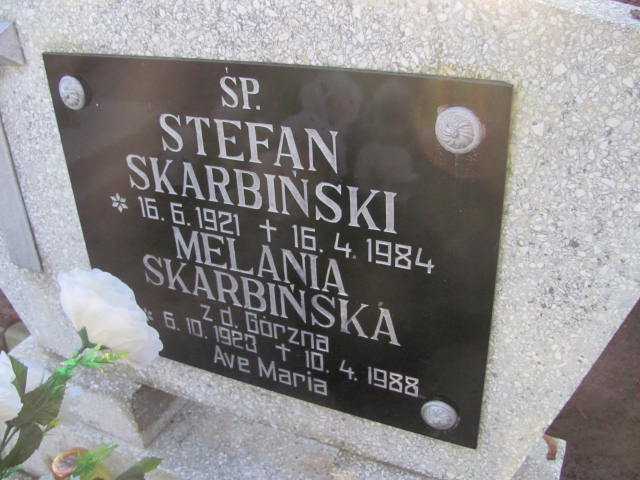 ŚP.
STEFAN
SKARBIŃSKI
* 16. 6. 1921 + 16. 4. 1984
MELANIA
SKARBIŃSKA
z d. Górzna
* 6. 10. 1923 + 10. 4. 1988
Ave Maria